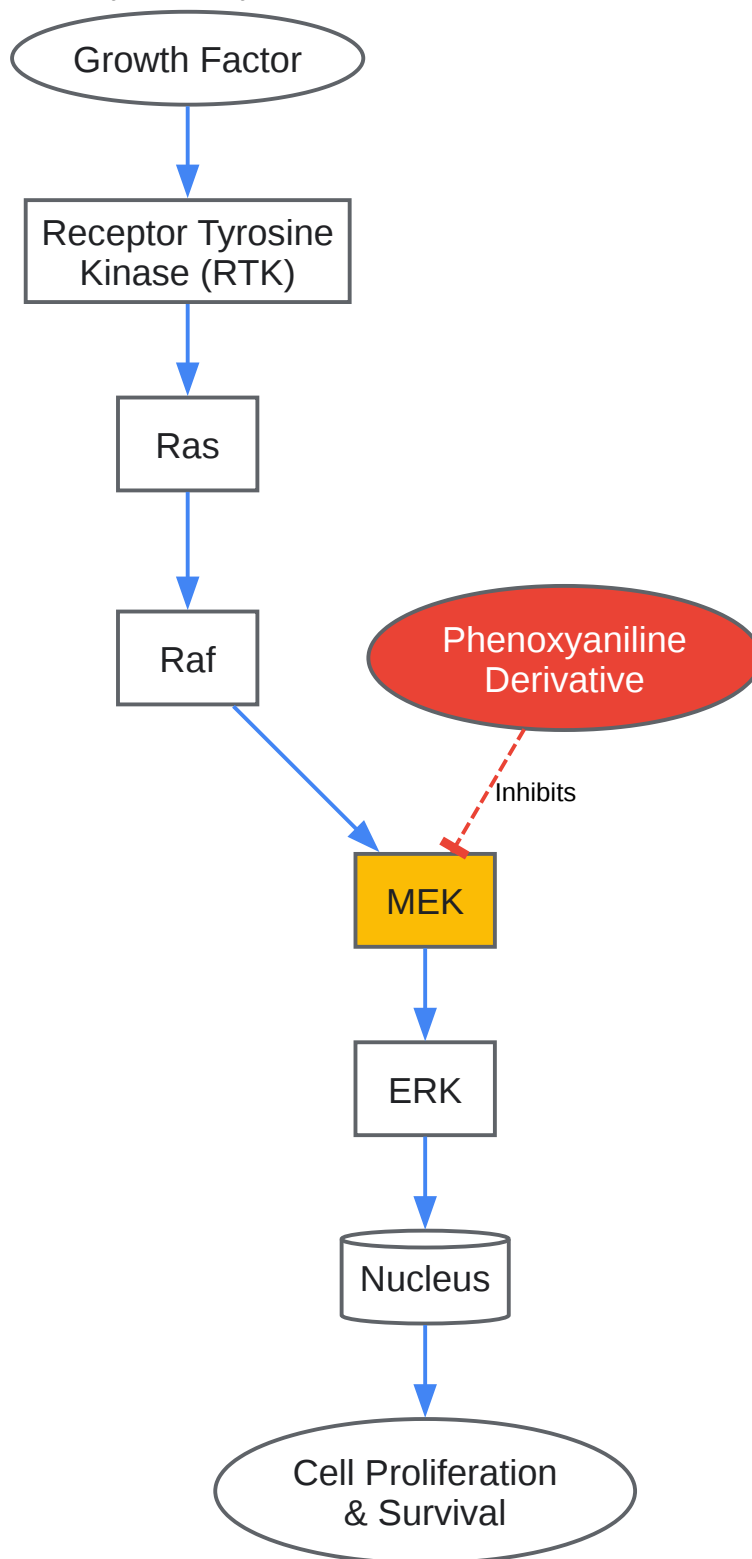 Growth Factor
Receptor Tyrosine
Kinase (RTK)
Ras
Raf
Phenoxyaniline
Derivative
Inhibits
MEK
ERK
Nucleus
Cell Proliferation
& Survival